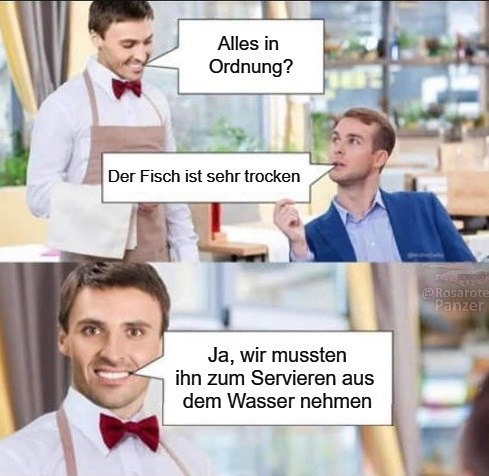 Alles in
Ordnung?
Der Fisch ist sehr trocken
@Rosarote
Panzer
Ja, wir mussten
ihn zum Servieren aus
dem Wasser nehmen